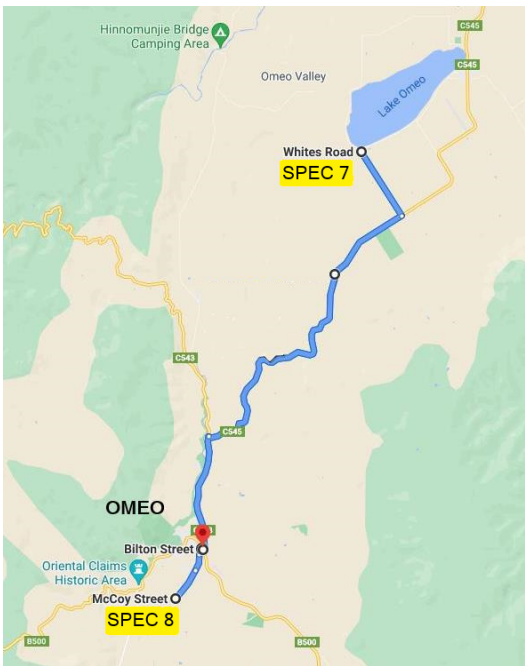 C545
Hinnomunjie Bridge
Camping Area
C545
Omeo Valley
Lake Omeo
Whites Road
SPEC 7
C543
C545
OMEO
Bilton Street
Oriental Claims
Historic Area
McCoy Street
SPEC 8
B500
B500